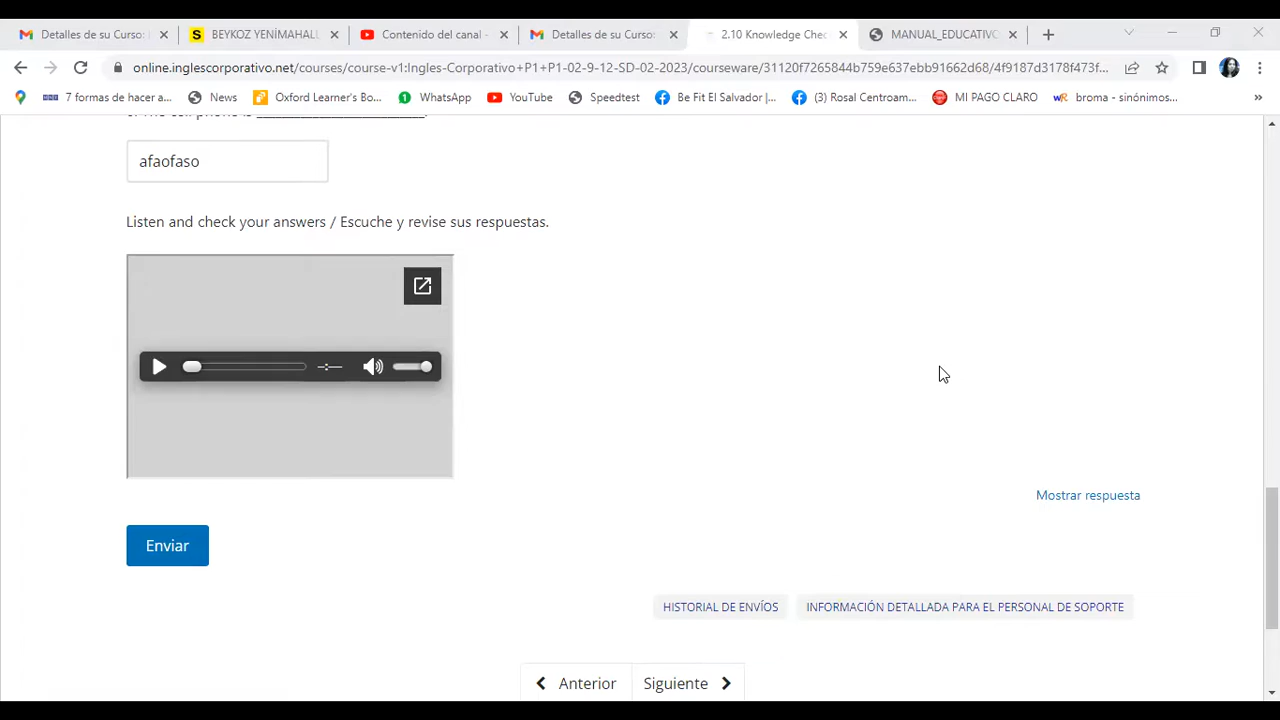 Detalles de su Curso:
BEYKOZ YENİMAHALL
Contenido del canal -
Detalles de su Curso:
2.10 Knowledge Chec
MANUAL_EDUCATIVO
online.inglescorporativo.net/courses/course-v1:Ingles-Corporativo+P1+P1-02-9-12-SD-02-2023/courseware/31120f7265844b759e637ebb91662d68/4f9187d3178f473f...
7 formas de hacer a...
News
Oxford Learner's Bo...
WhatsApp
YouTube
Speedtest
Be Fit El Salvador |...
(3) Rosal Centroam...
MI PAGO CLARO
broma - sinónimos...
afaofaso
Listen and check your answers / Escuche y revise sus respuestas.
Mostrar respuesta
Enviar
HISTORIAL DE ENVÍOS
INFORMACIÓN DETALLADA PARA EL PERSONAL DE SOPORTE
Anterior
Siguiente